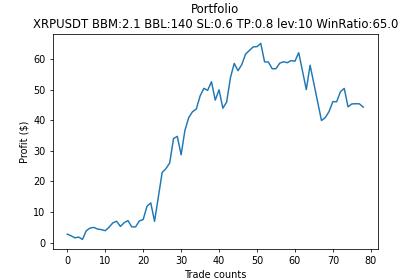 Portfolio
XRPUSDT BBM:2.1 BBL:140 SL:0.6 TP:0.8 lev:10 WinRatio:65.0
60
50
40
30
20
10
0
Profit ($)
0 10 20 30 40 50 60 70 80
Trade counts